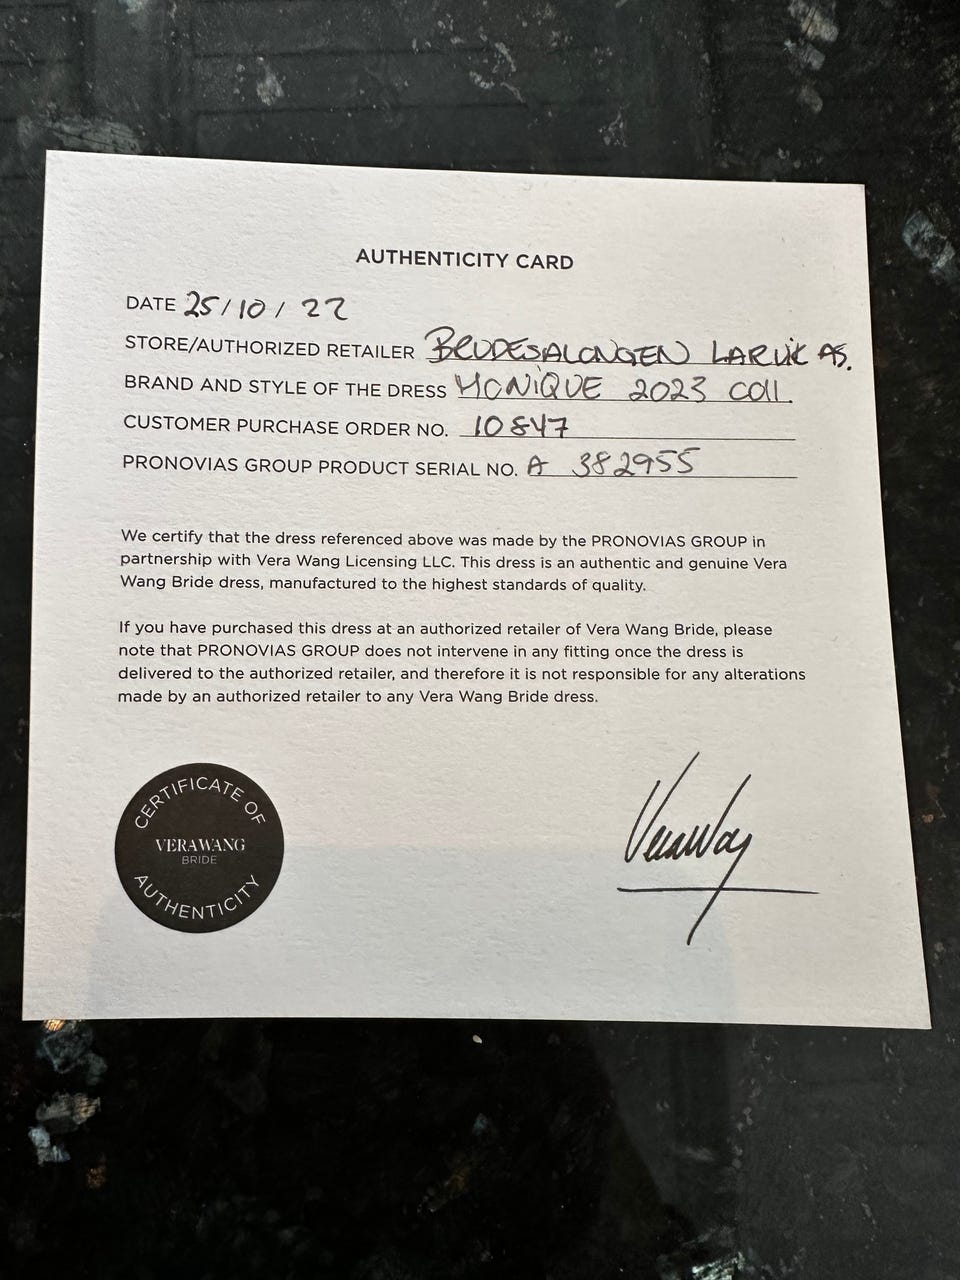 AUTHENTICITY CARD
DATE 25/10/22
STORE/AUTHORIZED RETAILER BRUDESALONGEN LARVIK AS.
BRAND AND STYLE OF THE DRESS MONIQUE 2023 COLL.
CUSTOMER PURCHASE ORDER NO. 10847
PRONOVIAS GROUP PRODUCT SERIAL NO. A 382955
We certify that the dress referenced above was made by the PRONOVIAS GROUP in
partnership with Vera Wang Licensing LLC. This dress is an authentic and genuine Vera
Wang Bride dress, manufactured to the highest standards of quality.
If you have purchased this dress at an authorized retailer of Vera Wang Bride, please
note that PRONOVIAS GROUP does not intervene in any fitting once the dress is
delivered to the authorized retailer, and therefore it is not responsible for any alterations
made by an authorized retailer to any Vera Wang Bride dress.
CERTIFICATE OF
VERAWANG
BRIDE
AUTHENTICITY
Vera Wang